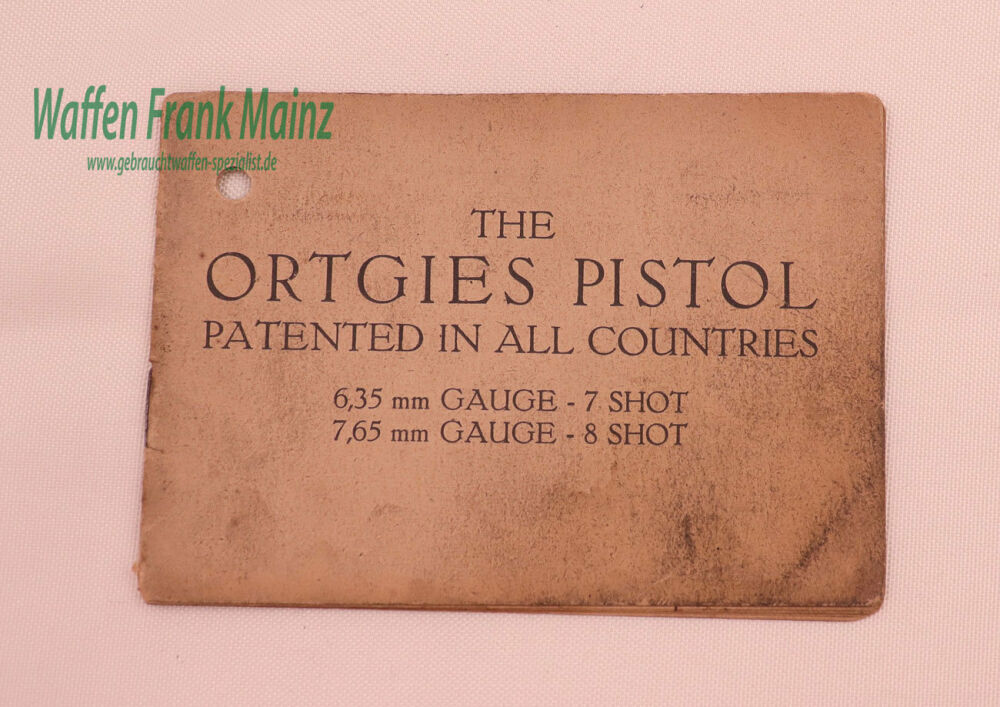 Waffen Frank Mainz
www.gebrauchtwaffen-spezialist.de
THE
ORTGIES PISTOL
PATENTED IN ALL COUNTRIES
6,35 mm GAUGE - 7 SHOT
7,65 mm GAUGE - 8 SHOT